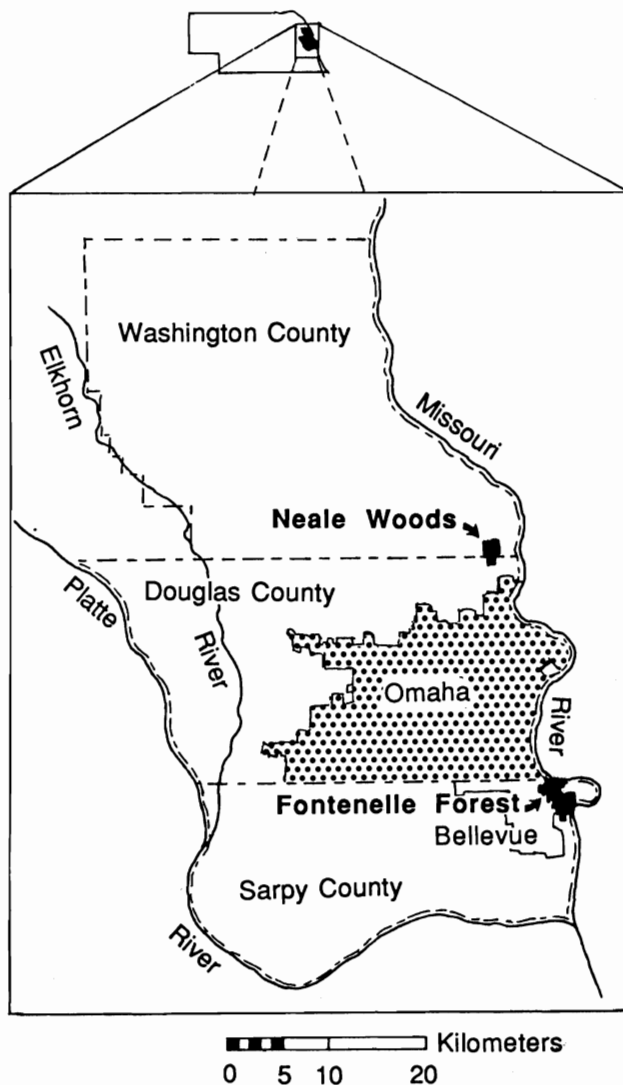 Washington County
Elkhorn
Missouri
Neale Woods
Douglas County
Platte
River
Omaha
River
Fontenelle Forest
Bellevue
Sarpy County
River
Kilometers
0 5 10 20